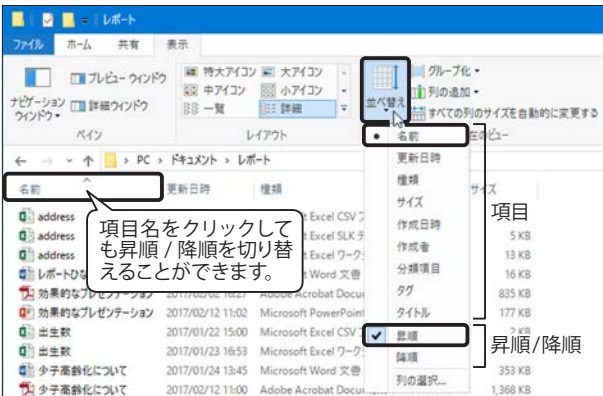 レポート
ファイル ホーム 共有 表示
プレビュー ウィンドウ
詳細ウィンドウ
ナビゲーション
ウィンドウ
ペイン
特大アイコン 大アイコン
中アイコン 小アイコン
一覧 詳細
レイアウト
並べ替え
グループ化
列の追加
すべての列のサイズを自動的に変更する
在のビュー
PC > ドキュメント > レポート
名前 更新日時 種類 サイズ
address t Excel CSV
address t Excel SLK 5 KB
address t Excel 13 KB
レポートひな t Word 文書 16 KB
効果的なプレゼンテーション 2017/02/02 16:27 Adobe Acrobat Docu 835 KB
効果的なプレゼンテーション 2017/02/12 11:02 Microsoft PowerPoint 177 KB
出生数 2017/01/22 15:00 Microsoft Excel CSV 2 KB
出生数 2017/01/23 16:53 Microsoft Excel ワーク
少子高齢化について 2017/01/24 13:45 Microsoft Word 文書 353 KB
少子高齢化について 2017/02/12 11:00 Adobe Acrobat Docu 1,368 KB
項目名をクリックして
も昇順 / 降順を切り替
えることができます。
名前
更新日時
種類
サイズ
作成日時
作成者
分類項目
タグ
タイトル
昇順
降順
列の選択...
項目
昇順/降順